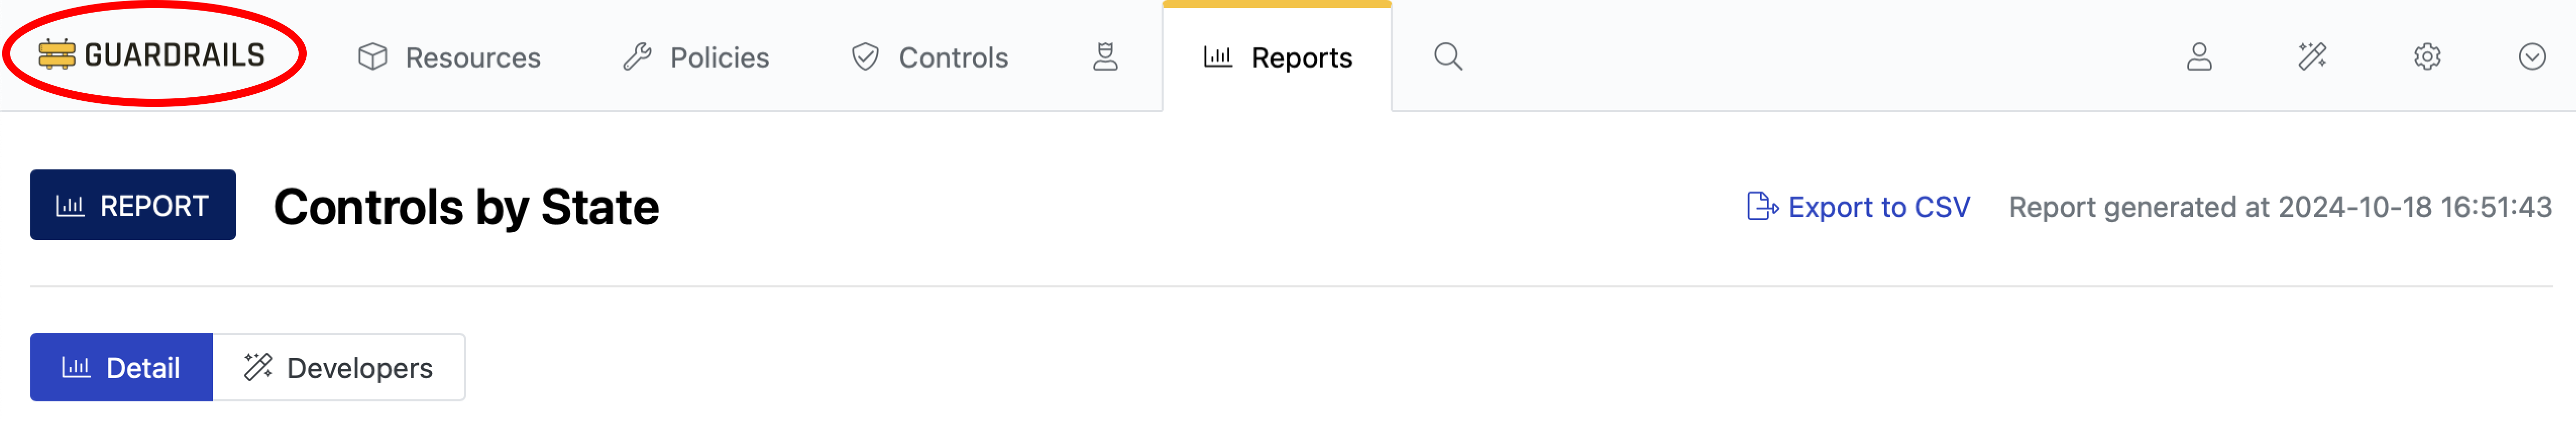 GUARDRAILS Resources Policies Controls Reports
REPORT Controls by State Export to CSV Report generated at 2024-10-18 16:51:43
Detail Developers